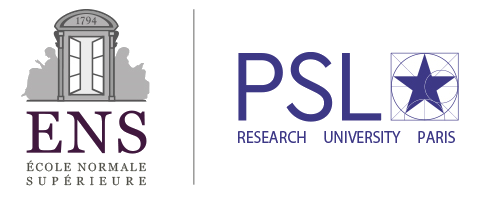 1794
ENS
ÉCOLE NORMALE
SUPÉRIEURE
PSL
RESEARCH UNIVERSITY PARIS